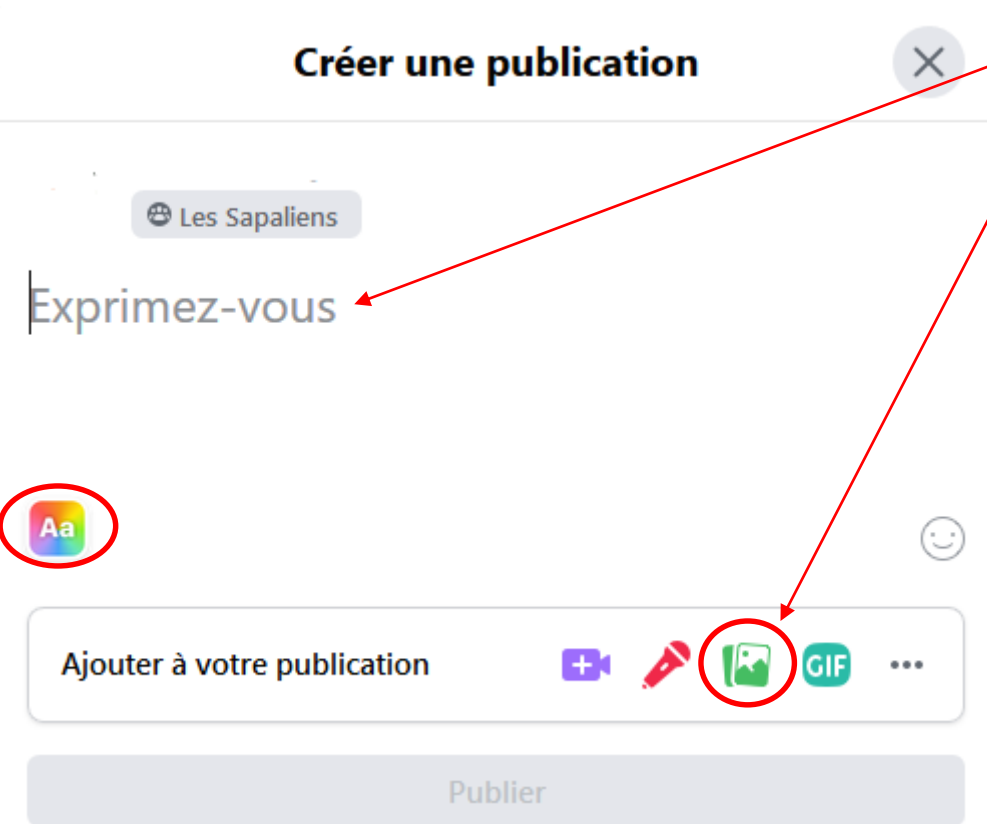 Créer une publication
Les Sapaliens
Exprimez-vous
Aa
Ajouter à votre publication
GIF
Publier